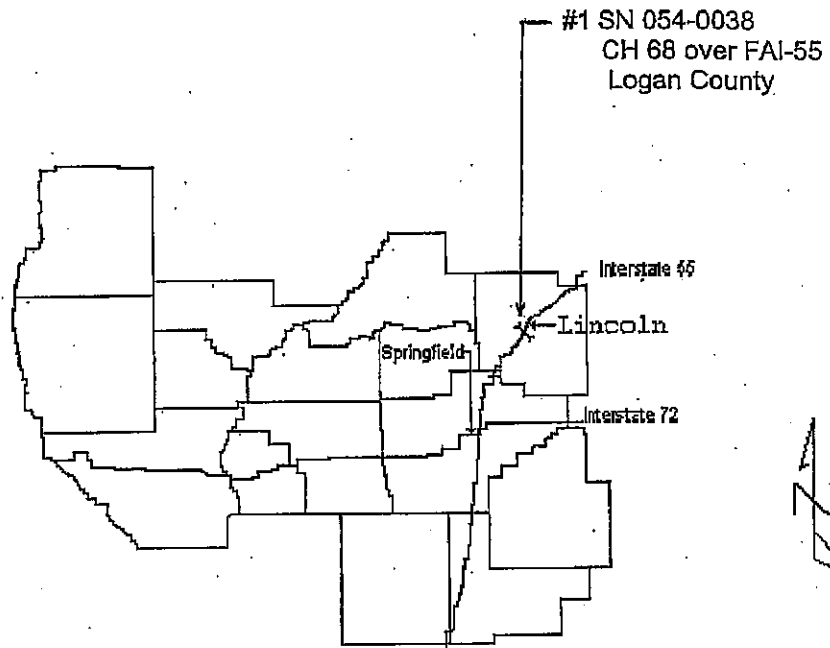 #1 SN 054-0038
CH 68 over FAI-55
Logan County
Interstate 55
Lincoln
Springfield
Interstate 72